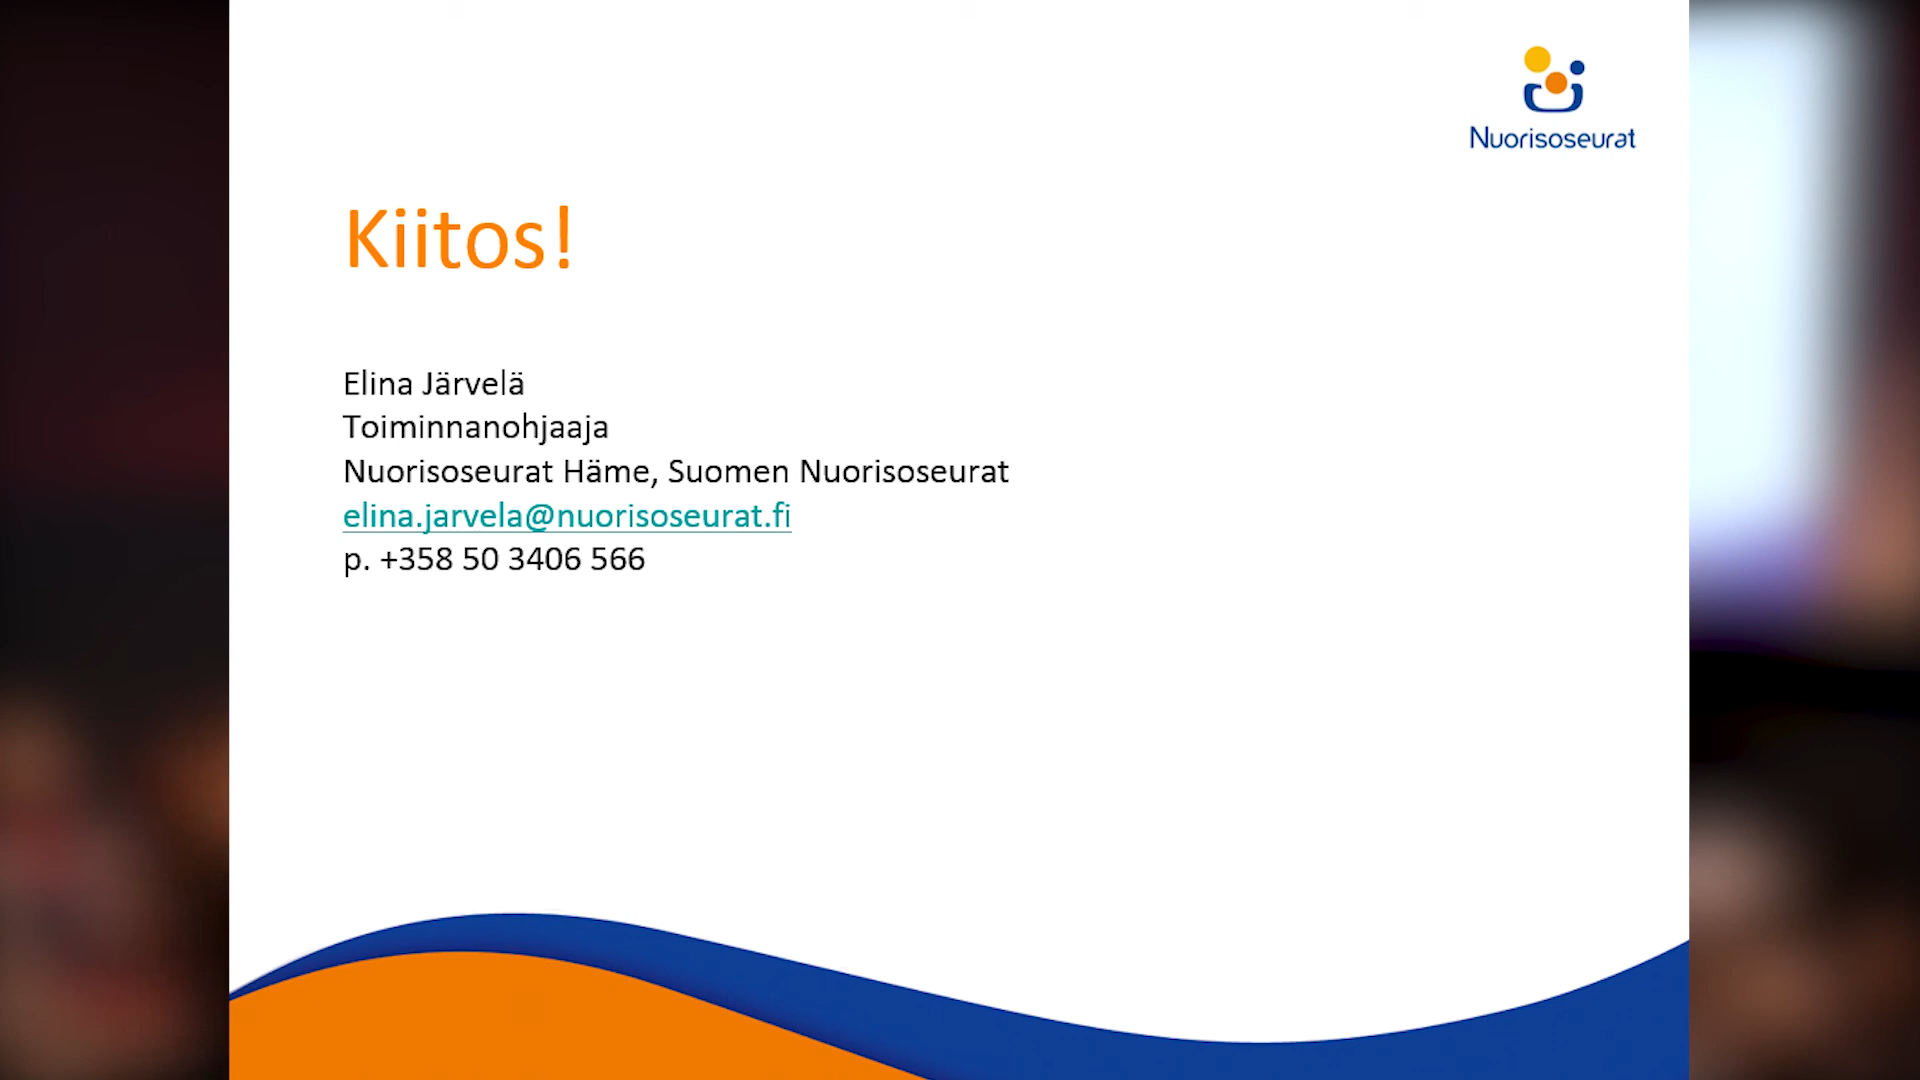 Nuorisoseurat
Kiitos!
Elina Järvelä
Toiminnanohjaaja
Nuorisoseurat Häme, Suomen Nuorisoseurat
elina.jarvela@nuorisoseurat.fi
p. +358 50 3406 566